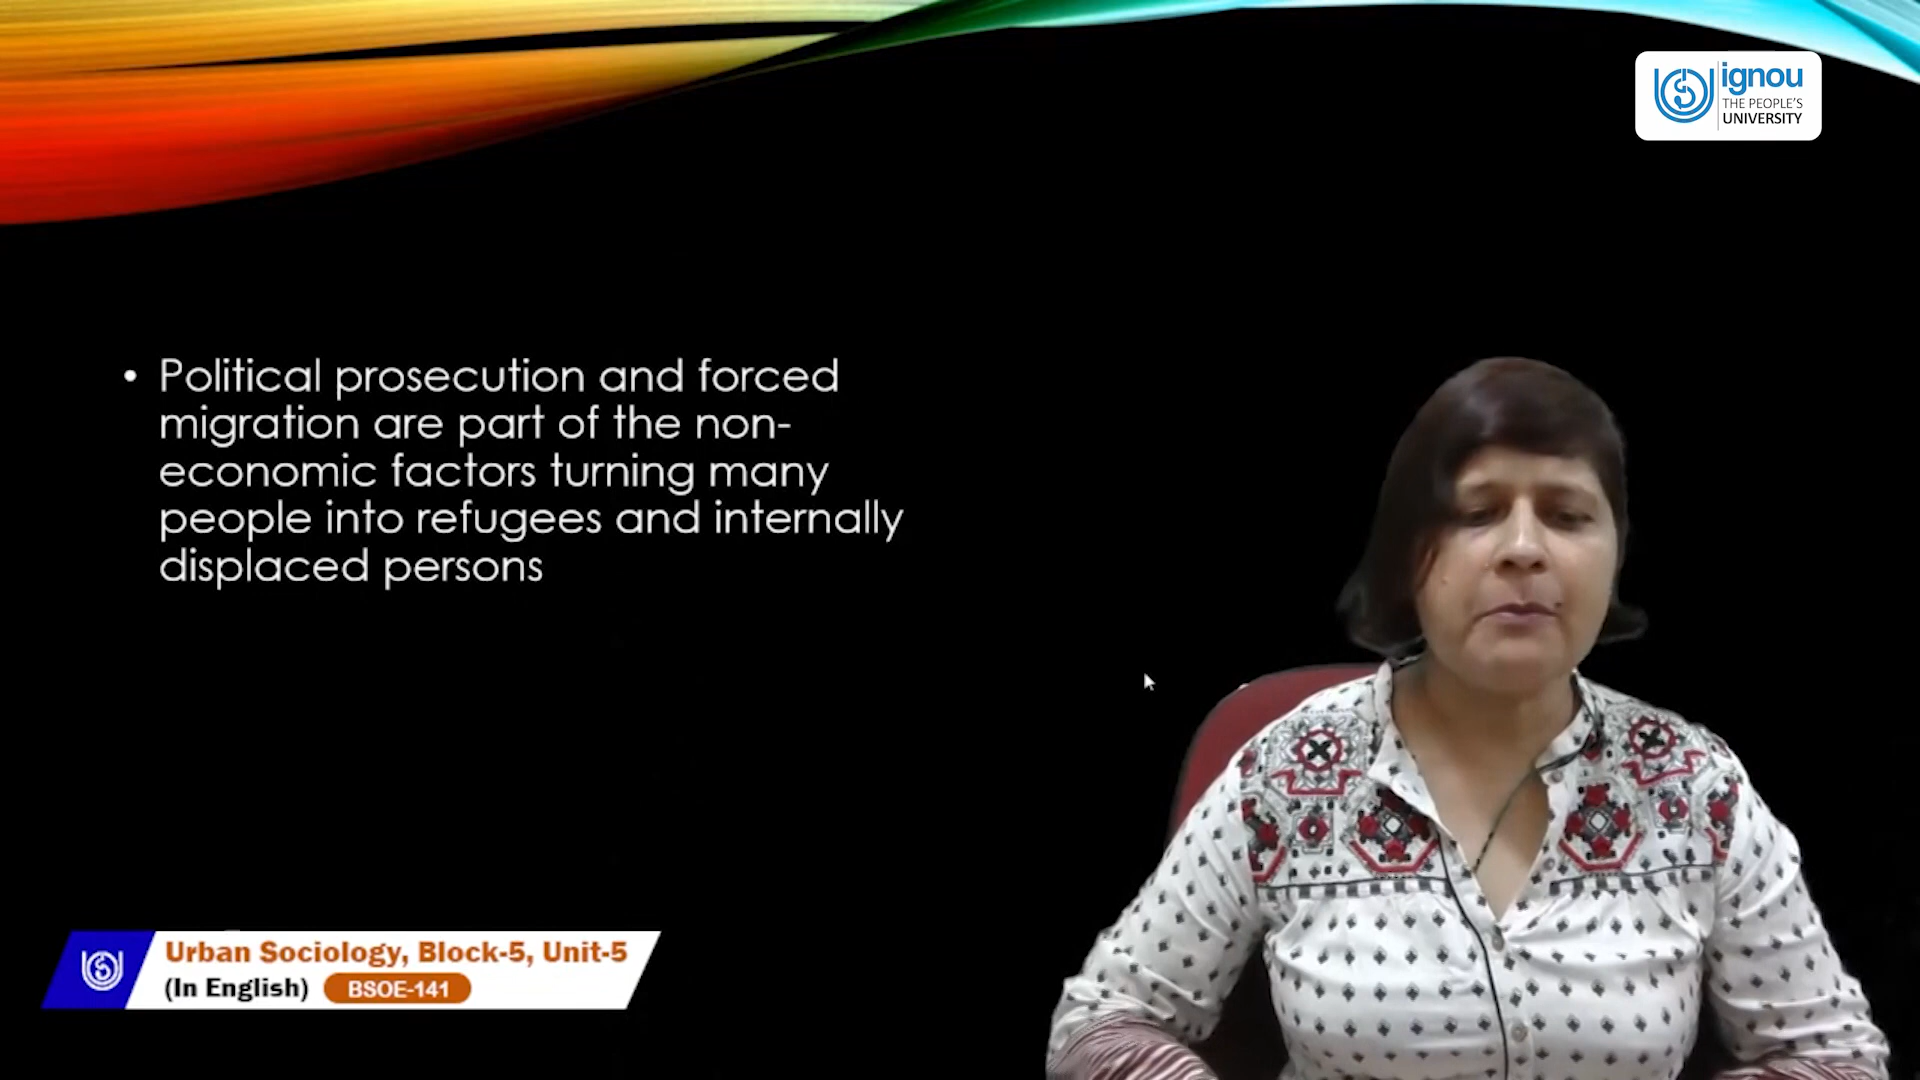 ignou
THE PEOPLE'S
UNIVERSITY
• Political prosecution and forced
migration are part of the non-
economic factors turning many
people into refugees and internally
displaced persons
Urban Sociology, Block-5, Unit-5
(In English) BSOE-141